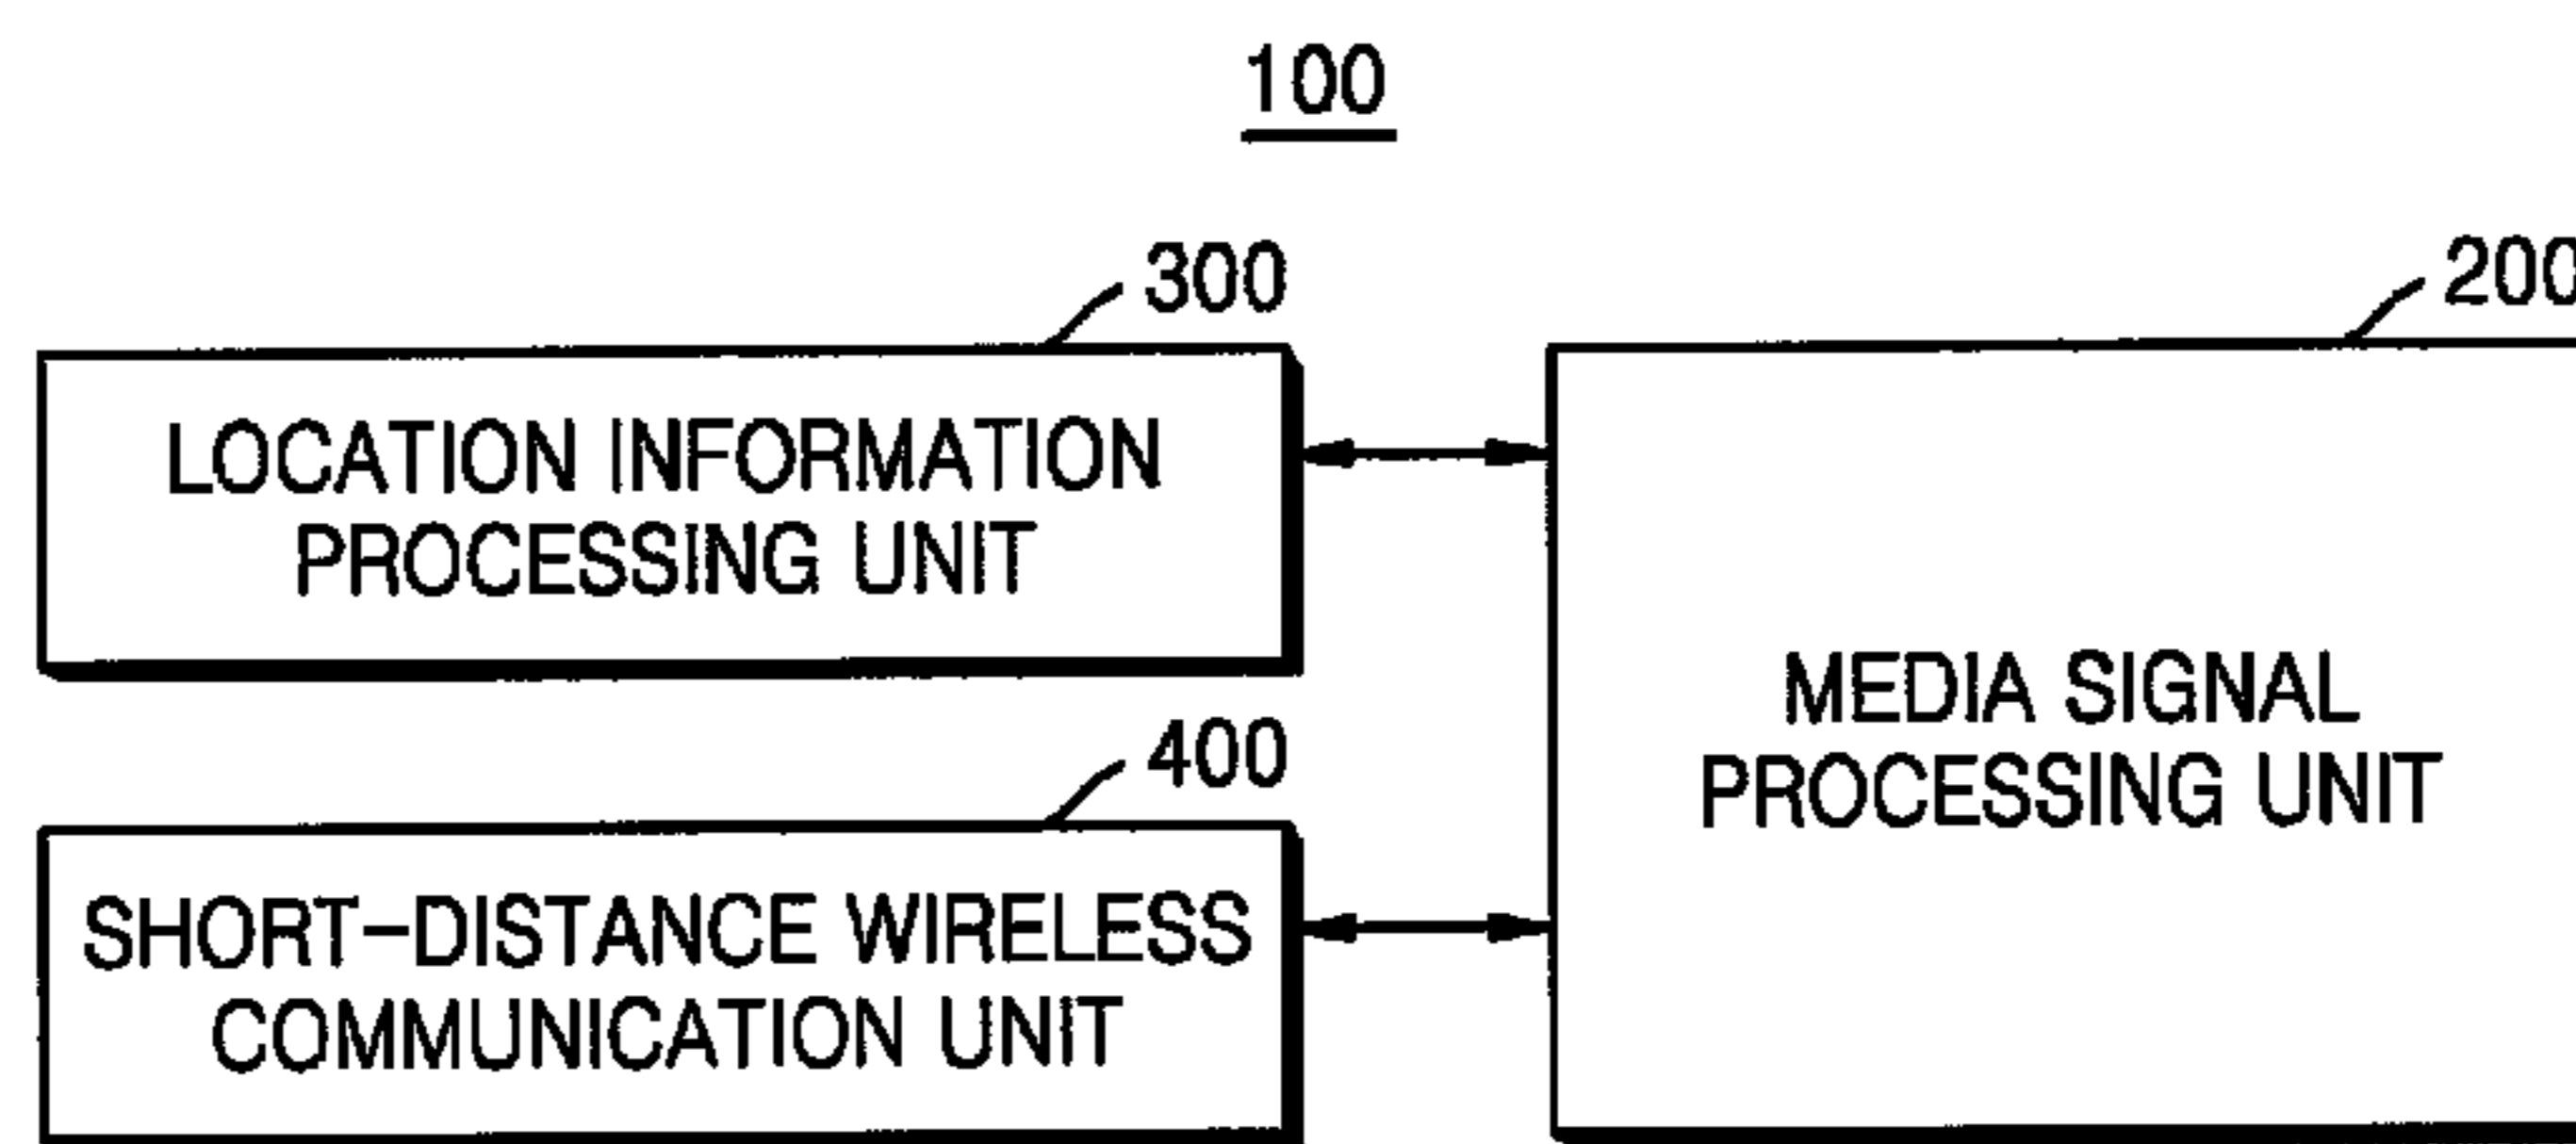 100
300
200
LOCATION INFORMATION
PROCESSING UNIT
MEDIA SIGNAL
PROCESSING UNIT
400
SHORT-DISTANCE WIRELESS
COMMUNICATION UNIT